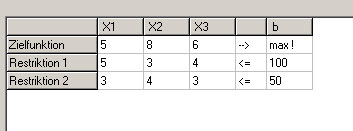 X1 X2 X3 b
Zielfunktion 5 8 6 --> max!
Restriktion 1 5 3 4 <= 100
Restriktion 2 3 4 3 <= 50